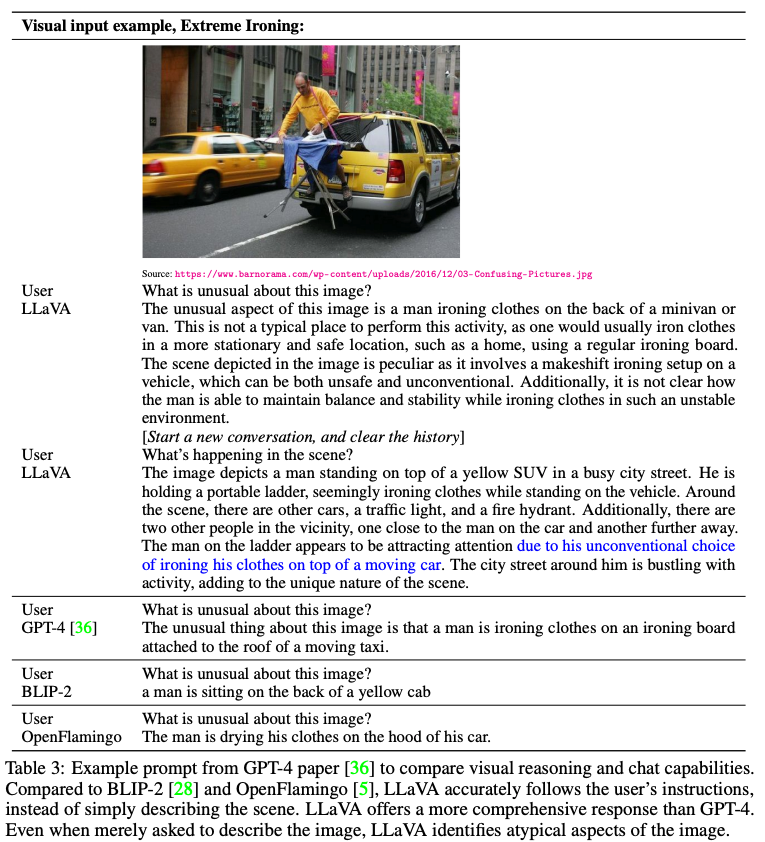 Visual input example, Extreme Ironing:
Source: https://www.barnorama.com/wp-content/uploads/2016/12/03-Confusing-Pictures.jpg
User What is unusual about this image?
LLaVA The unusual aspect of this image is a man ironing clothes on the back of a minivan or
van. This is not a typical place to perform this activity, as one would usually iron clothes
in a more stationary and safe location, such as a home, using a regular ironing board.
The scene depicted in the image is peculiar as it involves a makeshift ironing setup on a
vehicle, which can be both unsafe and unconventional. Additionally, it is not clear how
the man is able to maintain balance and stability while ironing clothes in such an unstable
environment.
[Start a new conversation, and clear the history]
User What's happening in the scene?
LLaVA The image depicts a man standing on top of a yellow SUV in a busy city street. He is
holding a portable ladder, seemingly ironing clothes while standing on the vehicle. Around
the scene, there are other cars, a traffic light, and a fire hydrant. Additionally, there are
two other people in the vicinity, one close to the man on the car and another further away.
The man on the ladder appears to be attracting attention due to his unconventional choice
of ironing his clothes on top of a moving car. The city street around him is bustling with
activity, adding to the unique nature of the scene.
User What is unusual about this image?
GPT-4 [36] The unusual thing about this image is that a man is ironing clothes on an ironing board
attached to the roof of a moving taxi.
User What is unusual about this image?
BLIP-2 a man is sitting on the back of a yellow cab
User What is unusual about this image?
OpenFlamingo The man is drying his clothes on the hood of his car.
Table 3: Example prompt from GPT-4 paper [36] to compare visual reasoning and chat capabilities.
Compared to BLIP-2 [28] and OpenFlamingo [5], LLaVA accurately follows the user's instructions,
instead of simply describing the scene. LLaVA offers a more comprehensive response than GPT-4.
Even when merely asked to describe the image, LLaVA identifies atypical aspects of the image.